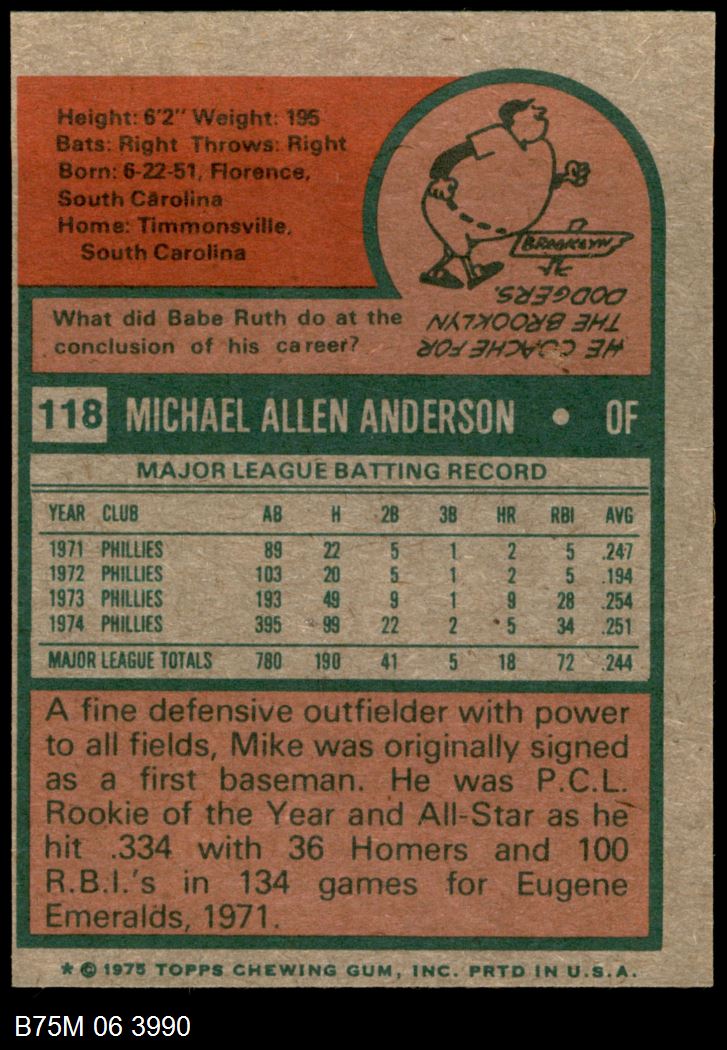 Height: 6'2" Weight: 195
Bats: Right Throws: Right
Born: 6-22-51, Florence,
South Carolina
Home: Timmonsville,
South Carolina
BROOKLYN
What did Babe Ruth do at the
conclusion of his career?
HE COACHE FOR
THE BROOKLYN
DODGERS.
118 MICHAEL ALLEN ANDERSON • OF
MAJOR LEAGUE BATTING RECORD
YEAR CLUB AB H 2B 3B HR RBI AVG
1971 PHILLIES 89 22 5 1 2 5 .247
1972 PHILLIES 103 20 5 1 2 5 .194
1973 PHILLIES 193 49 9 1 9 28 .254
1974 PHILLIES 395 99 22 2 5 34 .251
MAJOR LEAGUE TOTALS 780 190 41 5 18 72 .244
A fine defensive outfielder with power
to all fields, Mike was originally signed
as a first baseman. He was P.C.L.
Rookie of the Year and All-Star as he
hit .334 with 36 Homers and 100
R.B.I.'s in 134 games for Eugene
Emeralds, 1971.
* © 1975 TOPPS CHEWING GUM, INC. PRTD IN U.S.A.
B75M 06 3990